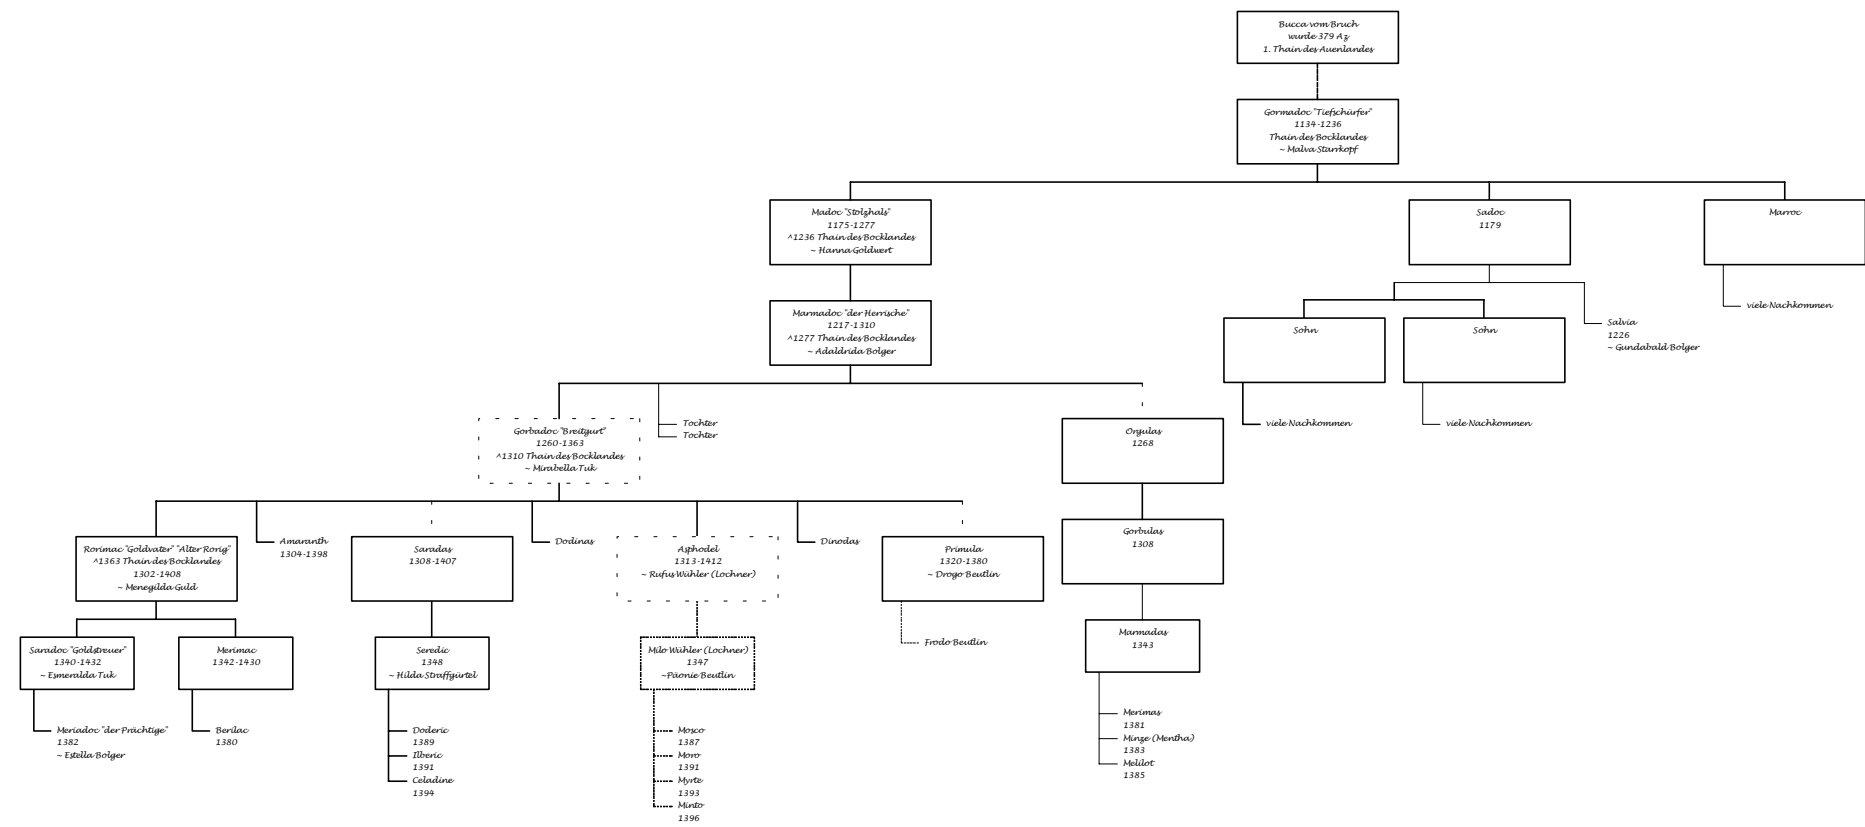 Bucca vom Bruch
wurde 379 Az
1. Thain des Auenlandes
Gormadoc "Tiefschürfer"
1134-1236
Thain des Bocklandes
~ Malva Starrkopf
Madoc "Stolzhals"
1175-1277
^1236 Thain des Bocklandes
~ Hanna Goldwert
Sadoc
1179
Marroc
viele Nachkommen
Marmadoc "der Herrische"
1217-1310
^1277 Thain des Bocklandes
~ Adaldrida Bolger
Sohn
Sohn
Salvia
1226
~ Gundabald Bolger
viele Nachkommen
viele Nachkommen
Gorbadoc "Breitgurt"
1260-1363
^1310 Thain des Bocklandes
~ Mirabella Tuk
Tochter
Tochter
Orgulas
1268
Rorimac "Goldvater" "Alter Rorig"
^1363 Thain des Bocklandes
1302-1408
~ Menegilda Guld
Amaranth
1304-1398
Saradas
1308-1407
Dodinas
Asphodel
1313-1412
~ Rufus Wühler (Lochner)
Dinodas
Primula
1320-1380
~ Drogo Beutlin
Gorbulas
1308
Saradoc "Goldstreuer"
1340-1432
~ Esmeralda Tuk
Merimac
1342-1430
Seredic
1348
~ Hilda Straffgürtel
Milo Wühler (Lochner)
1347
~Päonie Beutlin
Frodo Beutlin
Marmadas
1343
Meriadoc "der Prächtige"
1382
~ Estella Bolger
Berilac
1380
Doderic
1389
Ilberic
1391
Celadine
1394
Mosco
1387
Moro
1391
Myrte
1393
Minto
1396
Merimas
1381
Minze (Mentha)
1383
Melilot
1385